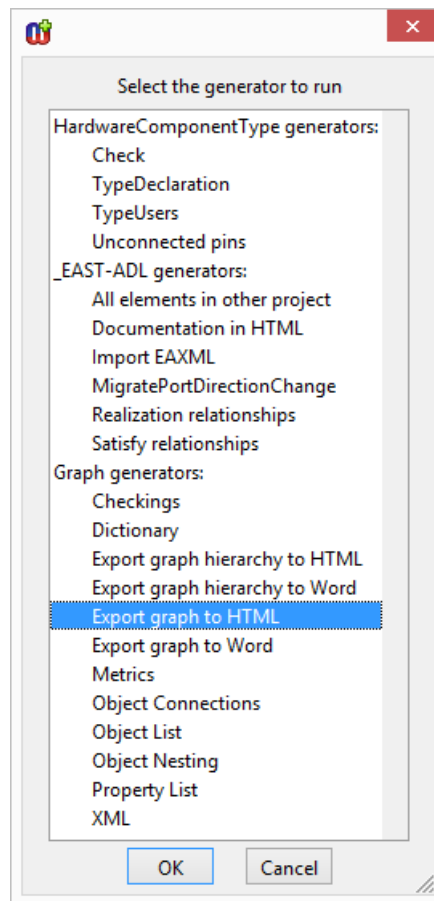 Select the generator to run
HardwareComponentType generators:
Check
TypeDeclaration
TypeUsers
Unconnected pins
_EAST-ADL generators:
All elements in other project
Documentation in HTML
Import EAXML
MigratePortDirectionChange
Realization relationships
Satisfy relationships
Graph generators:
Checkings
Dictionary
Export graph hierarchy to HTML
Export graph hierarchy to Word
Export graph to HTML
Export graph to Word
Metrics
Object Connections
Object List
Object Nesting
Property List
XML
OK Cancel